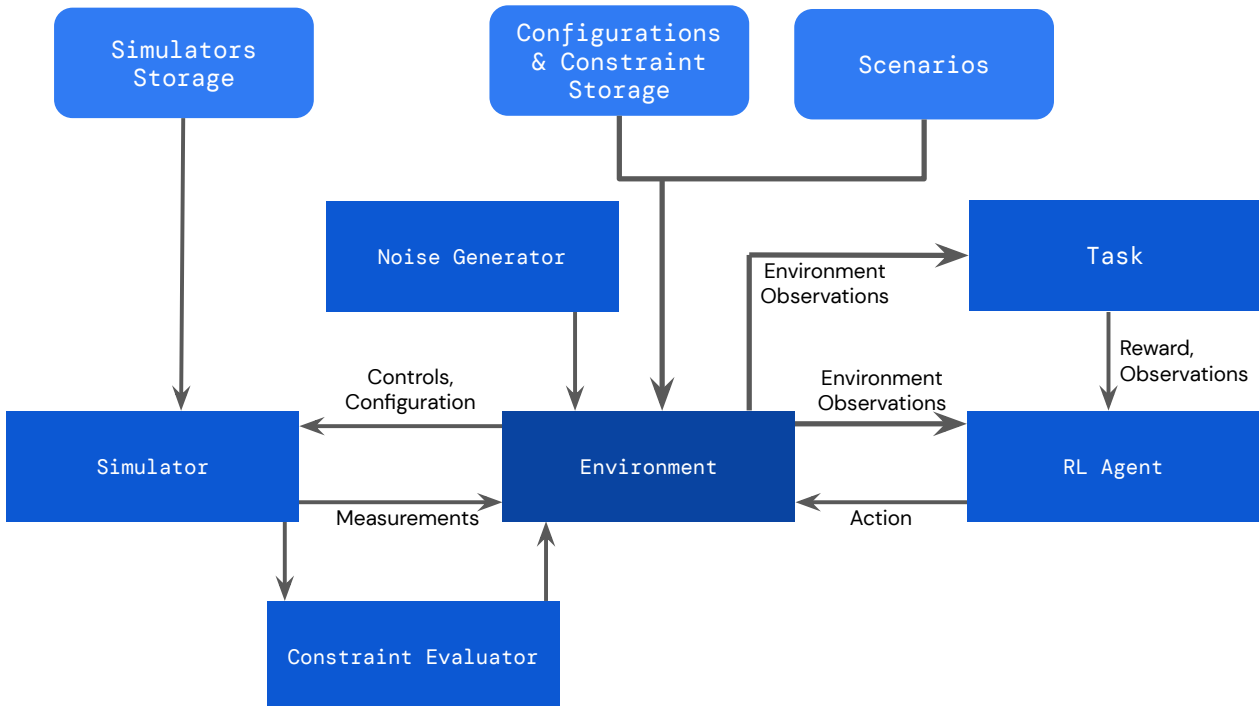 Simulators
Storage
Configurations
& Constraint
Storage
Scenarios
Noise Generator
Task
Environment
Observations
Reward,
Observations
Controls,
Configuration
Environment
Observations
Simulator
Environment
RL Agent
Measurements
Action
Constraint Evaluator